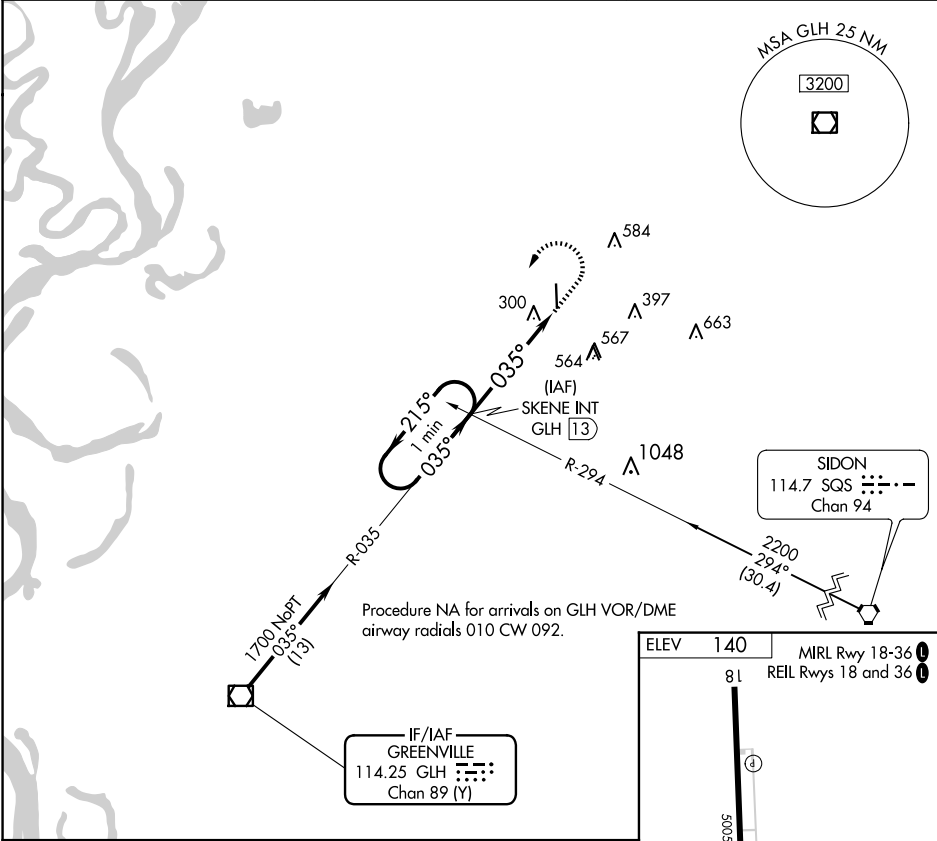 MSA GLH 25 NM
3200
584
300
397
663
567
564
035°
(IAF)
SKENE INT
GLH 13
215°
1 min
035°
R-294
1048
SIDON
114.7 SQS
Chan 94
2200
294°
(30.4)
R-035
1700 NoPT
035°
(13)
Procedure NA for arrivals on GLH VOR/DME
airway radials 010 CW 092.
IF/IAF
GREENVILLE
114.25 GLH
Chan 89 (Y)
ELEV 140
MIRL Rwy 18-36 L
REIL Rwys 18 and 36 L
18
P
5005